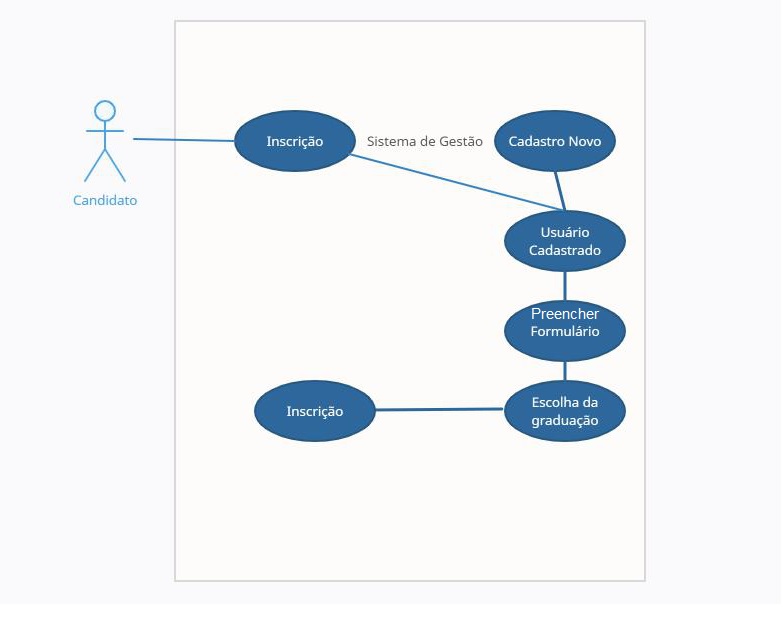 Inscrição
Sistema de Gestão
Cadastro Novo
Candidato
Usuário
Cadastrado
Preencher
Formulário
Inscrição
Escolha da
graduação